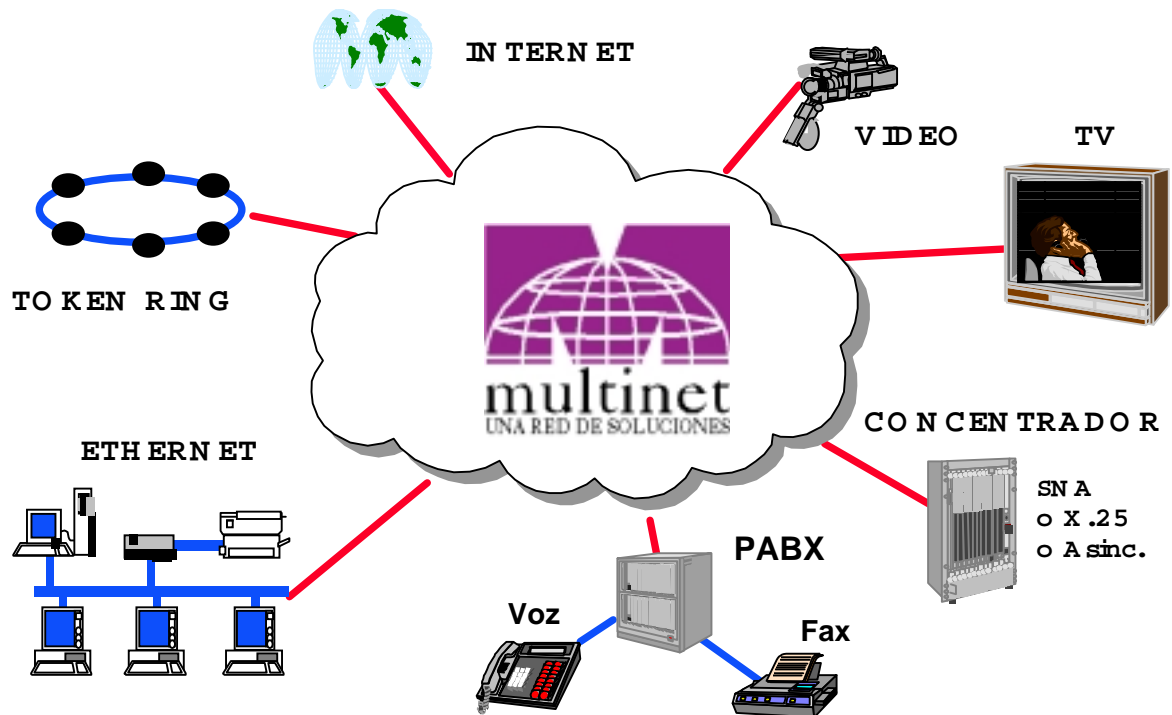 INTERNET
VIDEO
TV
TOKEN RING
multinet
UNA RED DE SOLUCIONES
CONCENTRADOR
ETHERNET
SNA
o X.25
o Asinc.
PABX
Voz
Fax